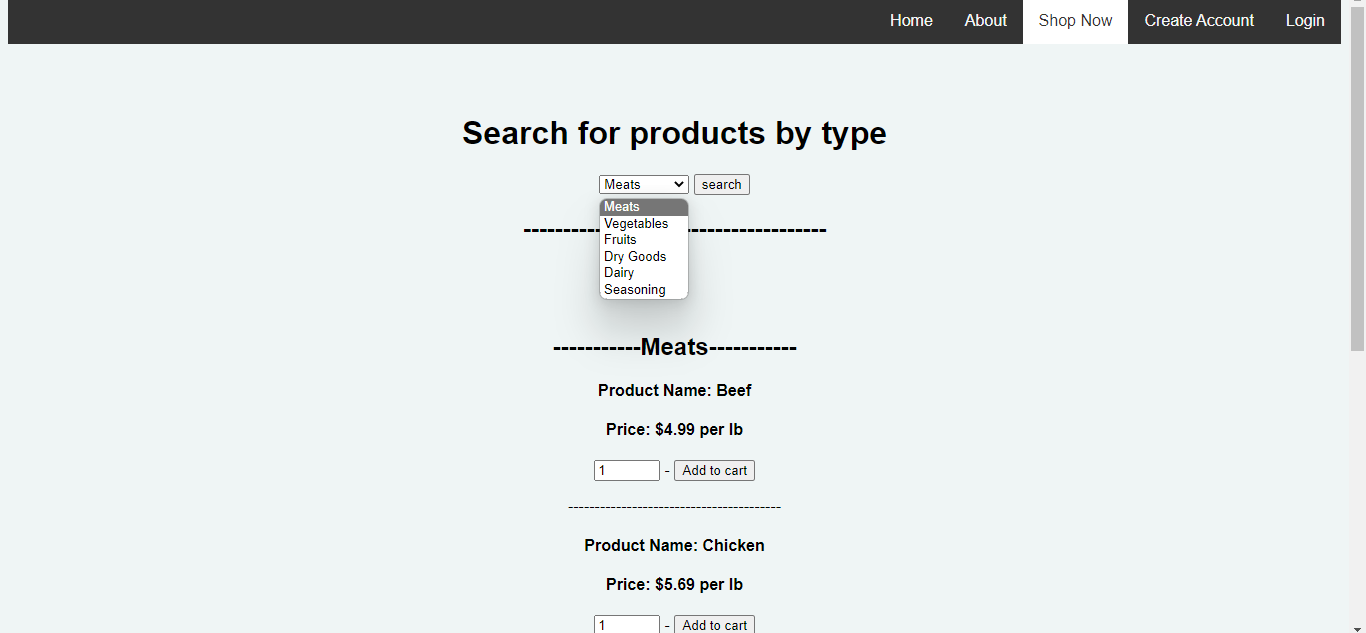 Home About Shop Now Create Account Login
Search for products by type
Meats search
Meats
Vegetables
Fruits
Dry Goods
Dairy
Seasoning
-----------Meats-----------
Product Name: Beef
Price: $4.99 per lb
1 - Add to cart
----------------------------------------
Product Name: Chicken
Price: $5.69 per lb
1 - Add to cart